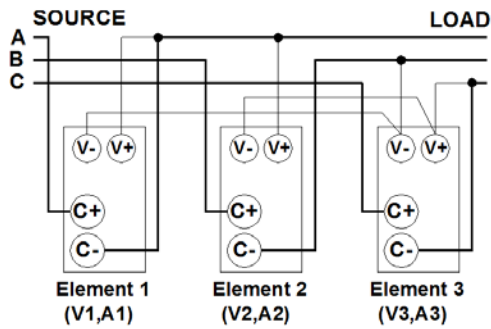 SOURCE LOAD
A
B
C
V- V+ V- V+ V- V+
C+ C+ C+
C- C- C-
Element 1 Element 2 Element 3
(V1,A1) (V2,A2) (V3,A3)